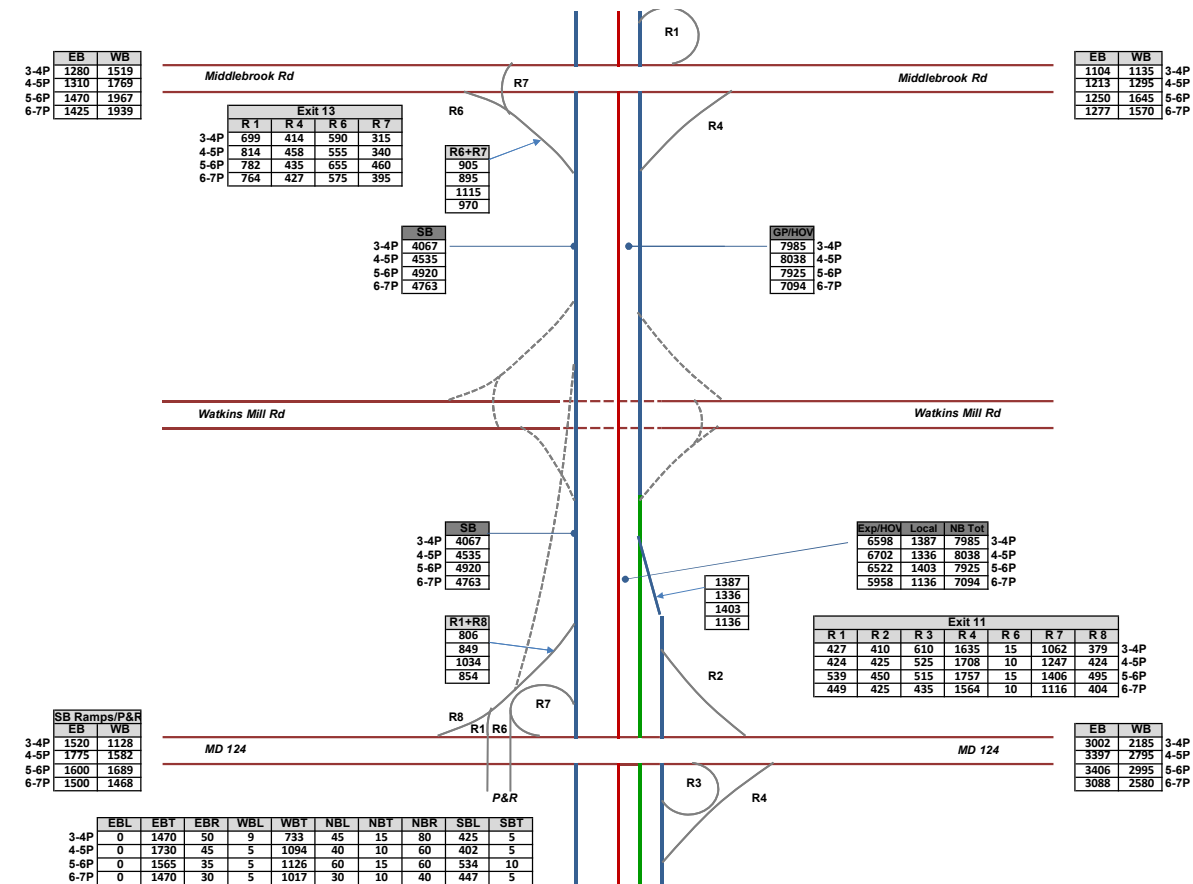 R1
EB WB
3-4P 1280 1519
4-5P 1310 1769
5-6P 1470 1967
6-7P 1425 1939
Middlebrook Rd
R7
Middlebrook Rd
EB WB
1104 1135 3-4P
1213 1295 4-5P
1250 1645 5-6P
1277 1570 6-7P
R6
R4
Exit 13
R 1 R 4 R 6 R 7
3-4P 699 414 590 315
4-5P 814 458 555 340
5-6P 782 435 655 460
6-7P 764 427 575 395
R6+R7
905
895
1115
970
SB
3-4P 4067
4-5P 4535
5-6P 4920
6-7P 4763
GP/HOV
7985 3-4P
8038 4-5P
7925 5-6P
7094 6-7P
Watkins Mill Rd
Watkins Mill Rd
SB
3-4P 4067
4-5P 4535
5-6P 4920
6-7P 4763
Exp/HOV Local NB Tot
6598 1387 7985 3-4P
6702 1336 8038 4-5P
6522 1403 7925 5-6P
5958 1136 7094 6-7P
1387
1336
1403
1136
R1+R8
806
849
1034
854
Exit 11
R 1 R 2 R 3 R 4 R 6 R 7 R 8
427 410 610 1635 15 1062 379 3-4P
424 425 525 1708 10 1247 424 4-5P
539 450 515 1757 15 1406 495 5-6P
449 425 435 1564 10 1116 404 6-7P
R2
R7
R8
R1 R6
SB Ramps/P&R
EB WB
3-4P 1520 1128
4-5P 1775 1582
5-6P 1600 1689
6-7P 1500 1468
MD 124
MD 124
EB WB
3002 2185 3-4P
3397 2795 4-5P
3406 2995 5-6P
3088 2580 6-7P
R3
R4
P&R
EBL EBT EBR WBL WBT NBL NBT NBR SBL SBT
3-4P 0 1470 50 9 733 45 15 80 425 5
4-5P 0 1730 45 5 1094 40 10 60 402 5
5-6P 0 1565 35 5 1126 60 15 60 534 10
6-7P 0 1470 30 5 1017 30 10 40 447 5